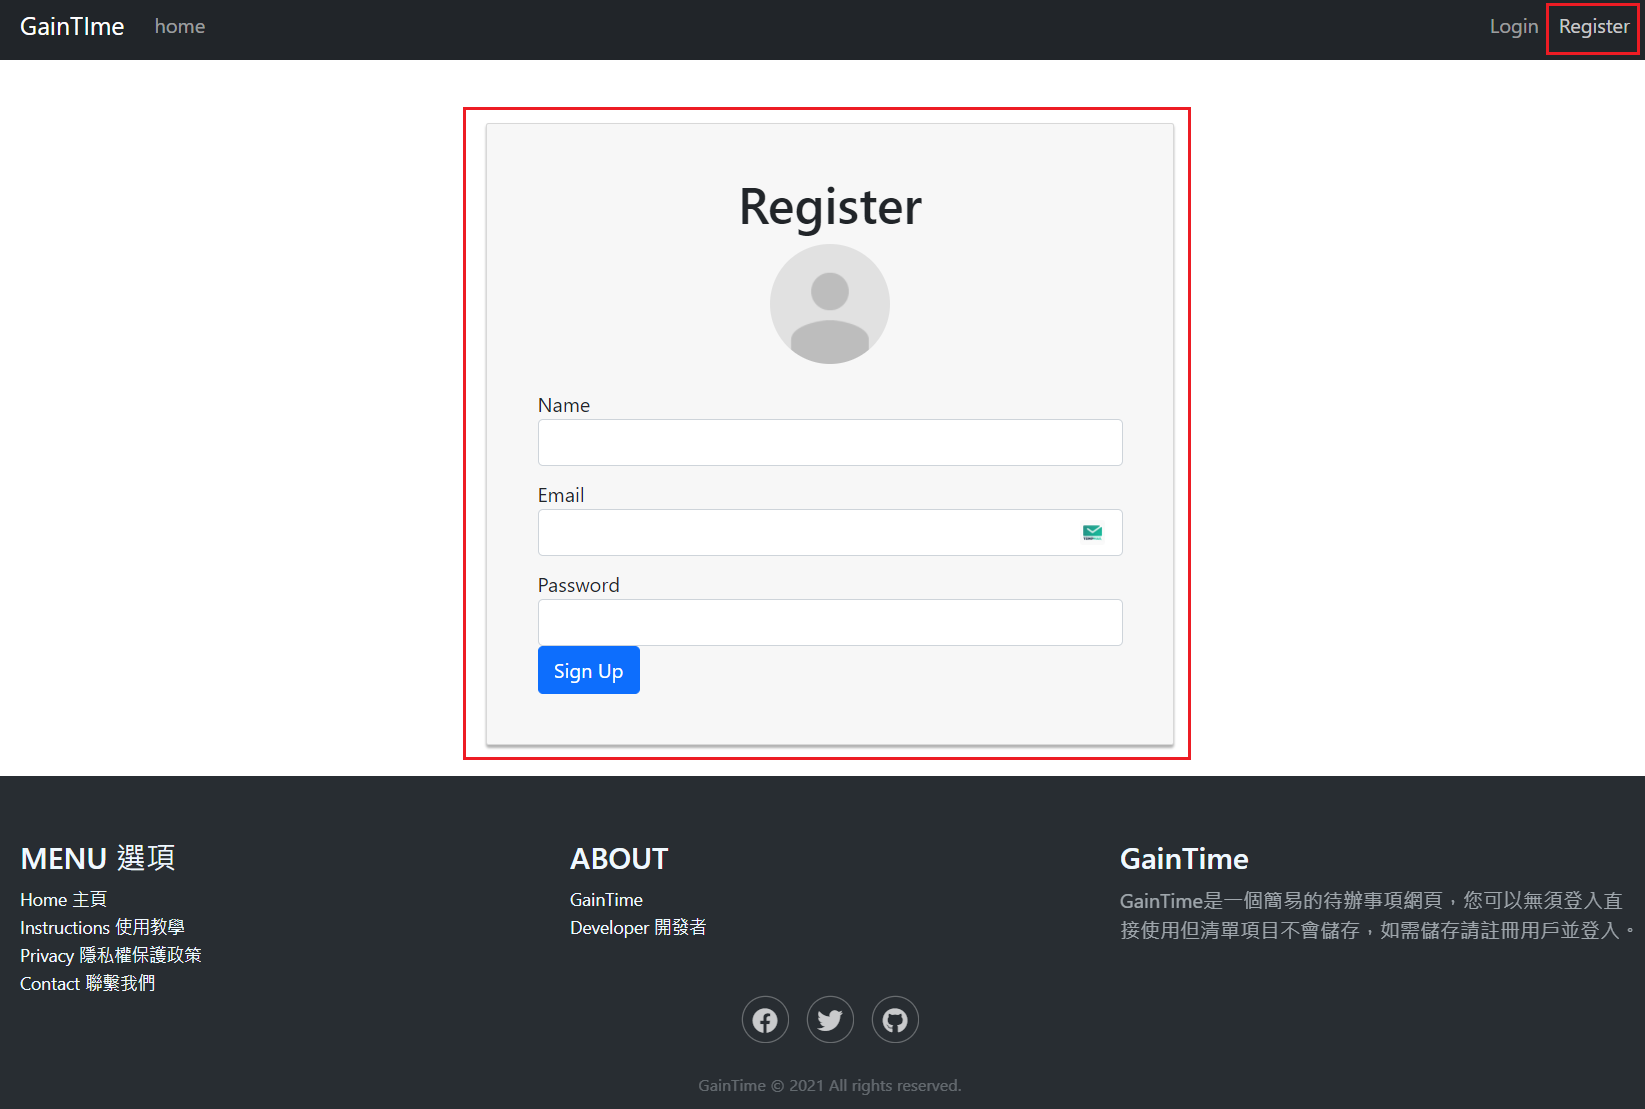 GainTIme home Login Register
Register
Name
Email
Password
Sign Up
MENU 選項
Home 主頁
Instructions 使用教學
Privacy 隱私權保護政策
Contact 聯繫我們
ABOUT
GainTime
Developer 開發者
GainTime
GainTime是一個簡易的待辦事項網頁，您可以無須登入直
接使用但清單項目不會儲存，如需儲存請註冊用戶並登入。
GainTime © 2021 All rights reserved.